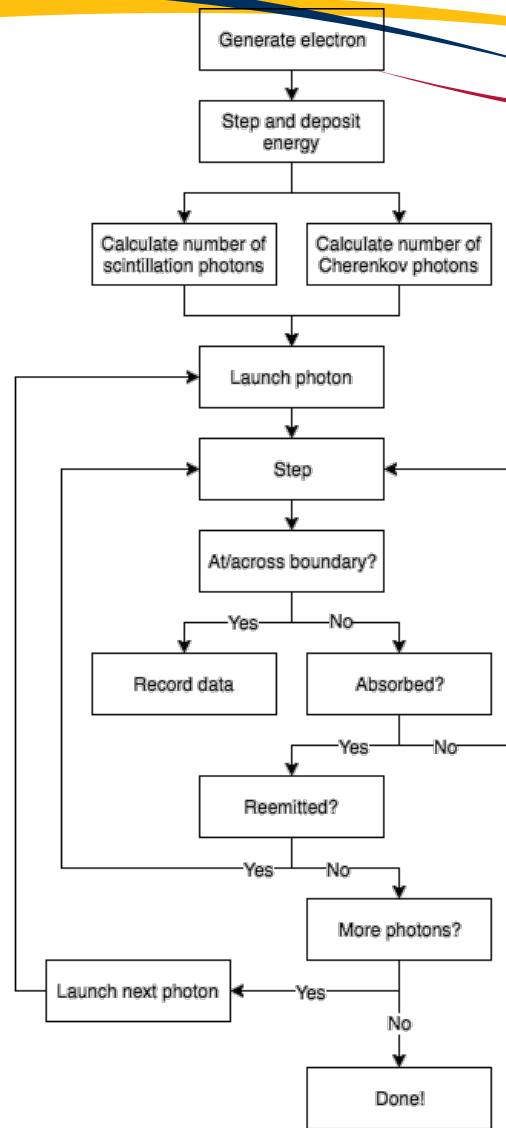 Generate electron
Step and deposit
energy
Calculate number of
scintillation photons
Calculate number of
Cherenkov photons
Launch photon
Step
At/across boundary?
Yes
No
Record data
Absorbed?
Yes
No
Reemitted?
Yes
No
More photons?
Launch next photon
Yes
No
Done!